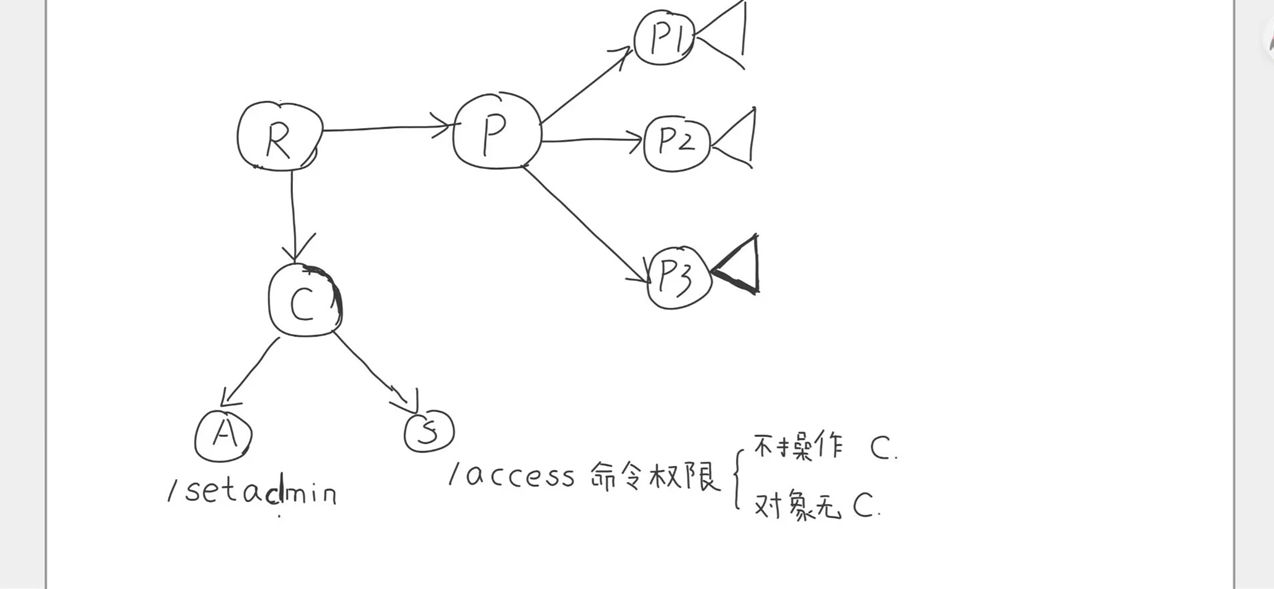 P1
R
P
P2
P3
C
A
S
/setadmin
/access 命令权限
不操作 C.
对象无 C.